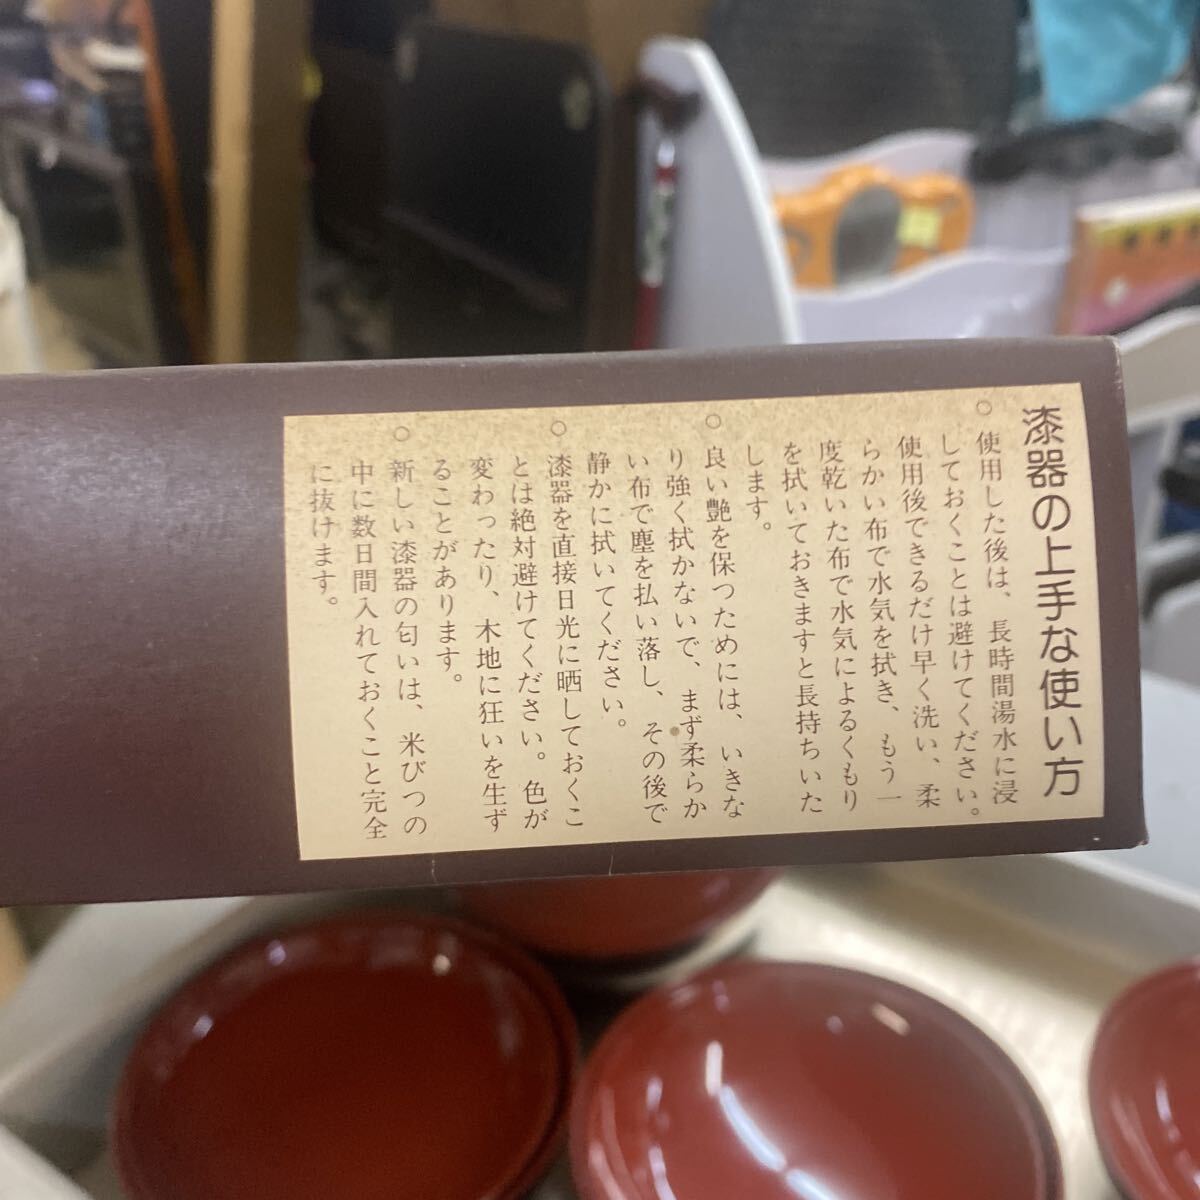 漆器の上手な使い方
○使用した後は、長時間湯水に浸
しておくことは避けてください。
使用後できるだけ早く洗い、柔
らかい布で水気を拭き、もう一
度乾いた布で水気によるくもり
を拭いておきますと長持ちいた
します。
○良い艶を保つためには、いきな
り強く拭かないで、まず柔らか
い布で塵を払い落し、その後で
静かに拭いてください。
○漆器を直接日光に晒しておくこ
とは絶対避けてください。色が
変わったり、木地に狂いを生ず
ることがあります。
○新しい漆器の匂いは、米びつの
中に数日間入れておくこと完全
に抜けます。